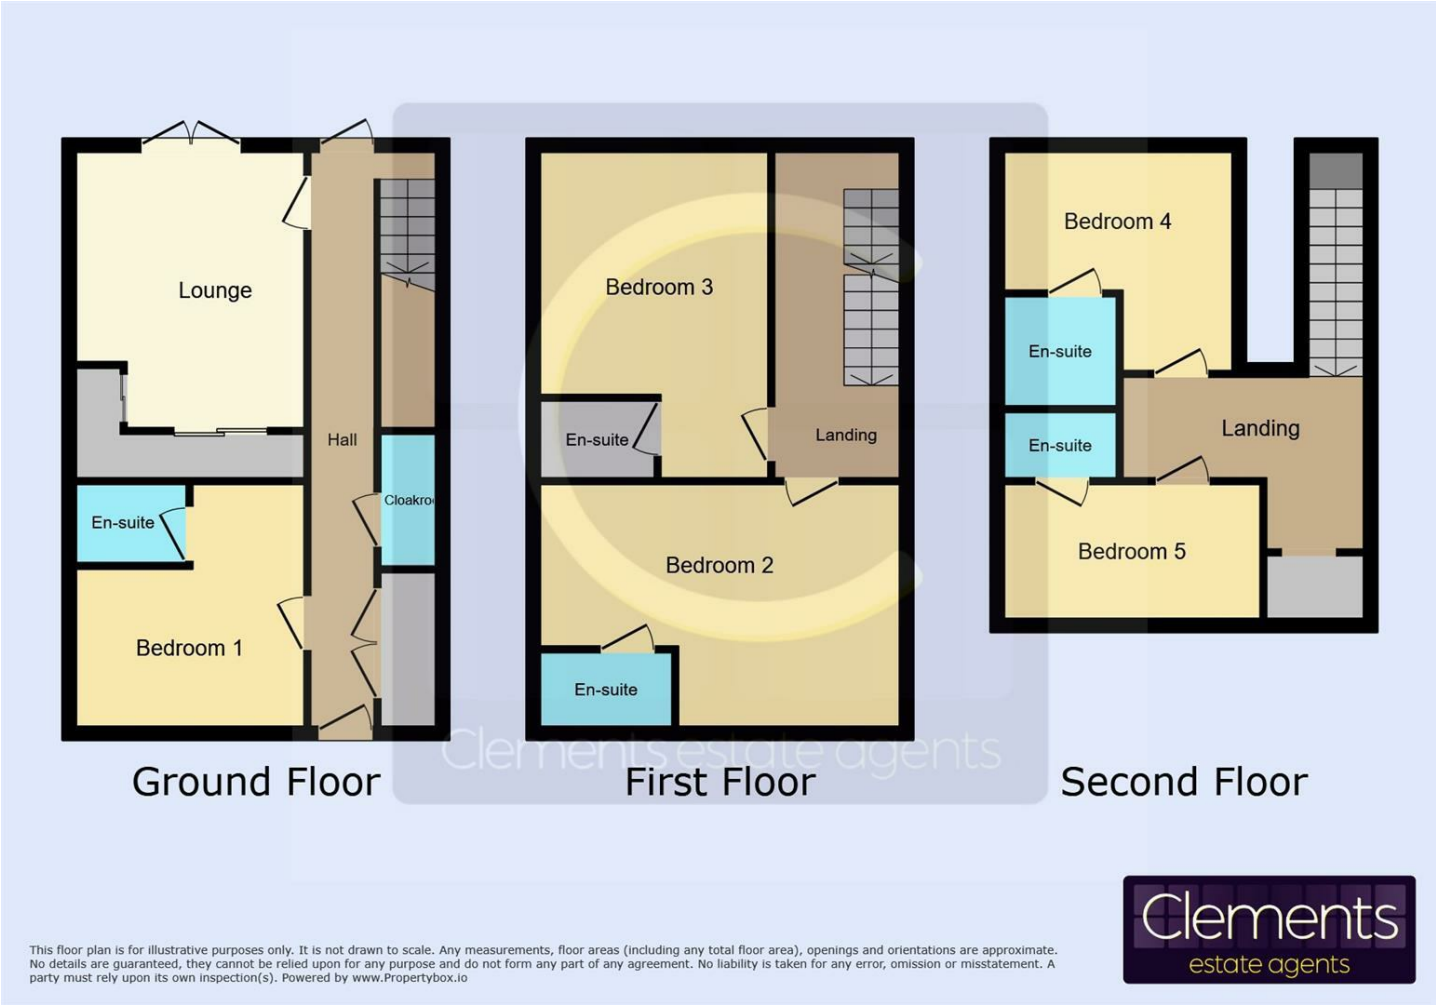 Lounge
Hall
Cloakro
En-suite
Bedroom 1
Ground Floor
Bedroom 3
En-suite
Landing
Bedroom 2
En-suite
First Floor
Bedroom 4
En-suite
En-suite
Landing
Bedroom 5
Second Floor
Clements estate agents
This floor plan is for illustrative purposes only. It is not drawn to scale. Any measurements, floor areas (including any total floor area), openings and orientations are approximate.
No details are guaranteed, they cannot be relied upon for any purpose and do not form any part of any agreement. No liability is taken for any error, omission or misstatement. A
party must rely upon its own inspection(s). Powered by www.Propertybox.io
Clements
estate agents